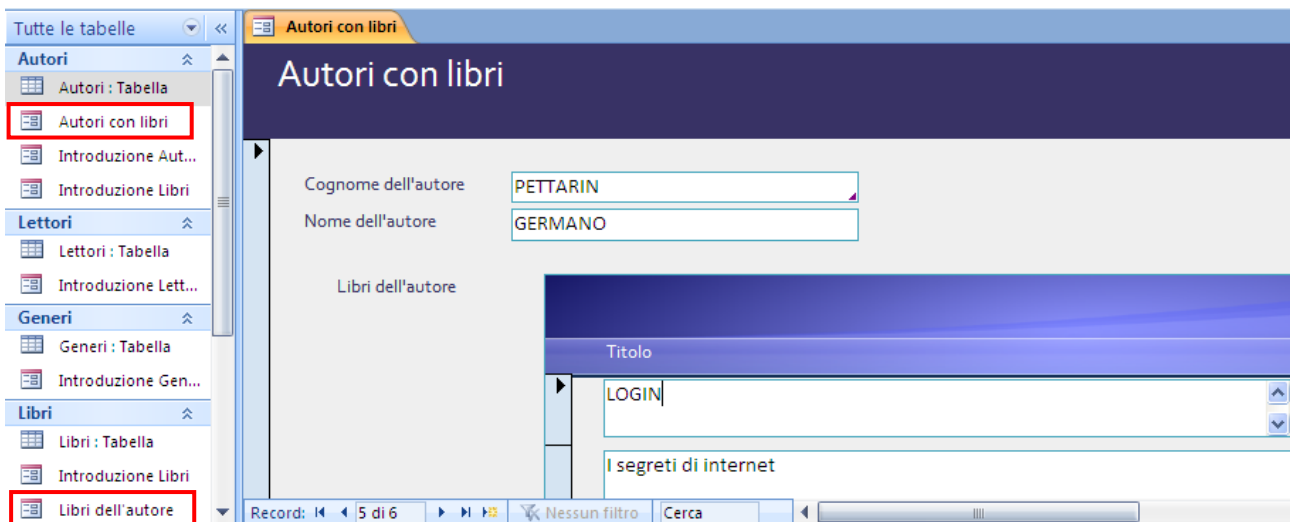 Tutte le tabelle
Autori
Autori : Tabella
Autori con libri
Introduzione Aut...
Introduzione Libri
Lettori
Lettori : Tabella
Introduzione Lett...
Generi
Generi : Tabella
Introduzione Gen...
Libri
Libri : Tabella
Introduzione Libri
Libri dell'autore
Autori con libri
Autori con libri
Cognome dell'autore PETTARIN
Nome dell'autore GERMANO
Libri dell'autore
Titolo
LOGIN
I segreti di internet
Record: 5 di 6 Nessun filtro Cerca